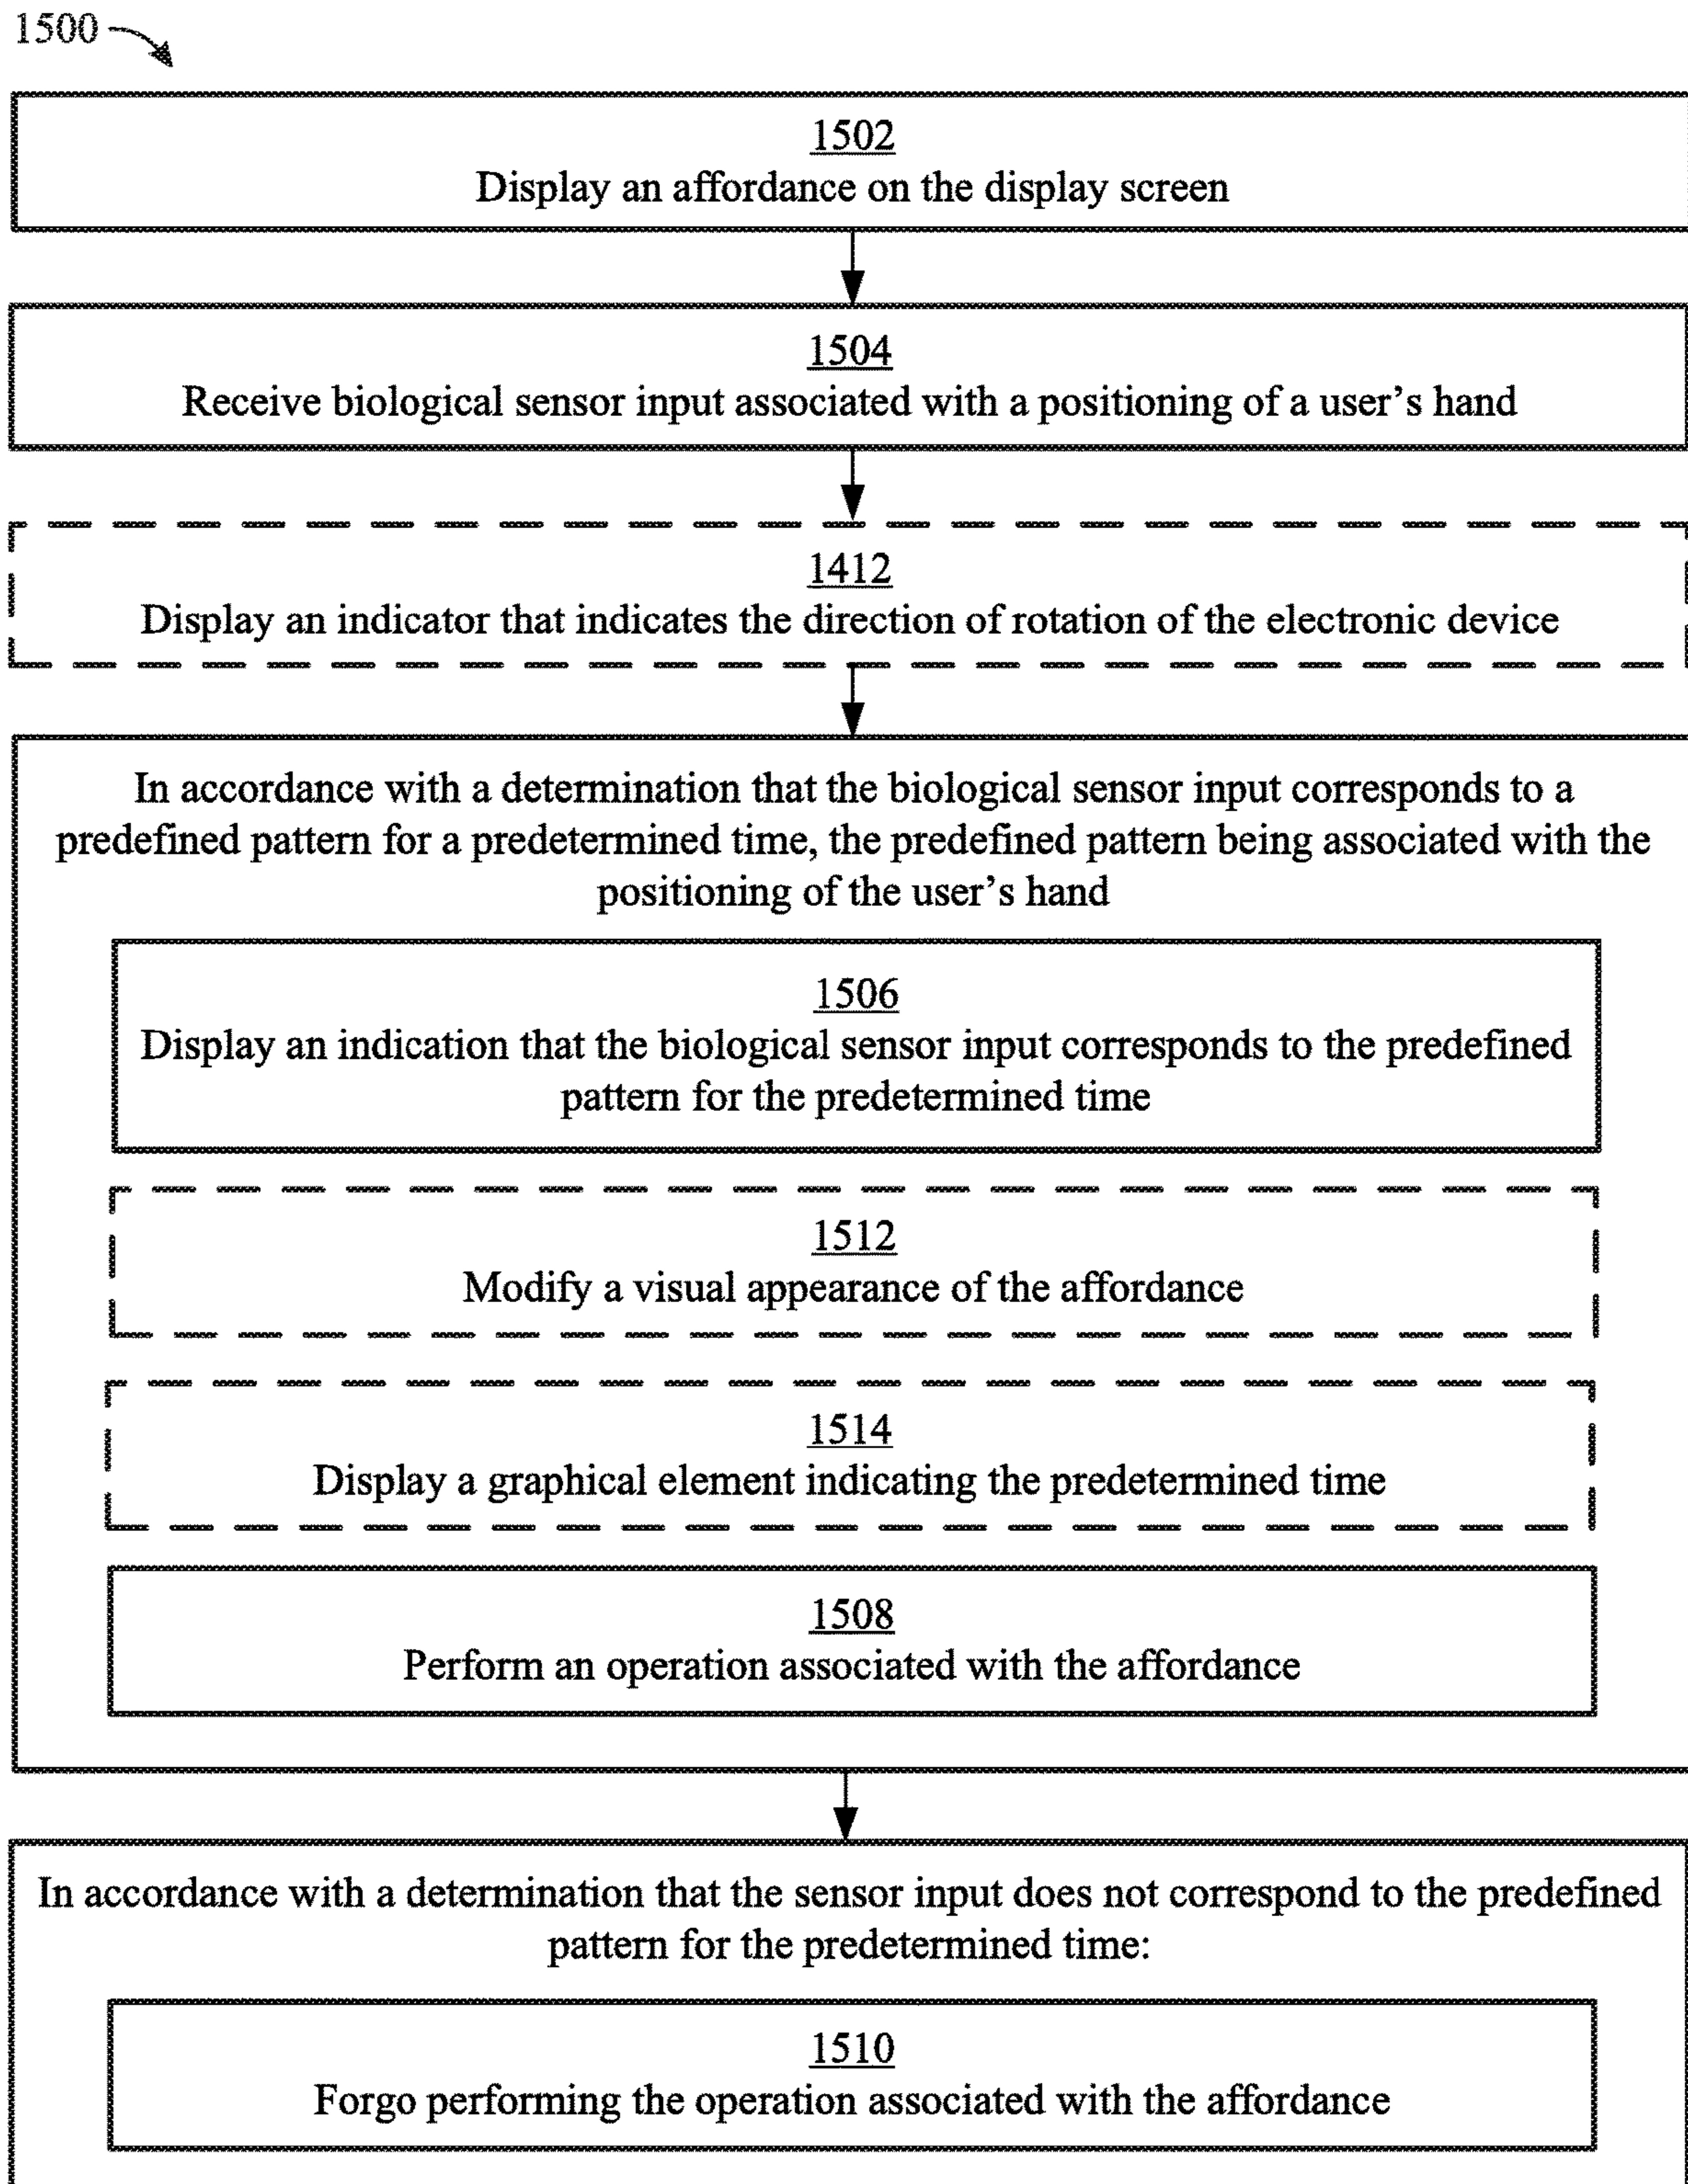 1500
1502
Display an affordance on the display screen
1504
Receive biological sensor input associated with a positioning of a user's hand
1412
Display an indicator that indicates the direction of rotation of the electronic device
In accordance with a determination that the biological sensor input corresponds to a
predefined pattern for a predetermined time, the predefined pattern being associated with the
positioning of the user's hand
1506
Display an indication that the biological sensor input corresponds to the predefined
pattern for the predetermined time
1512
Modify a visual appearance of the affordance
1514
Display a graphical element indicating the predetermined time
1508
Perform an operation associated with the affordance
In accordance with a determination that the sensor input does not correspond to the predefined
pattern for the predetermined time:
1510
Forgo performing the operation associated with the affordance